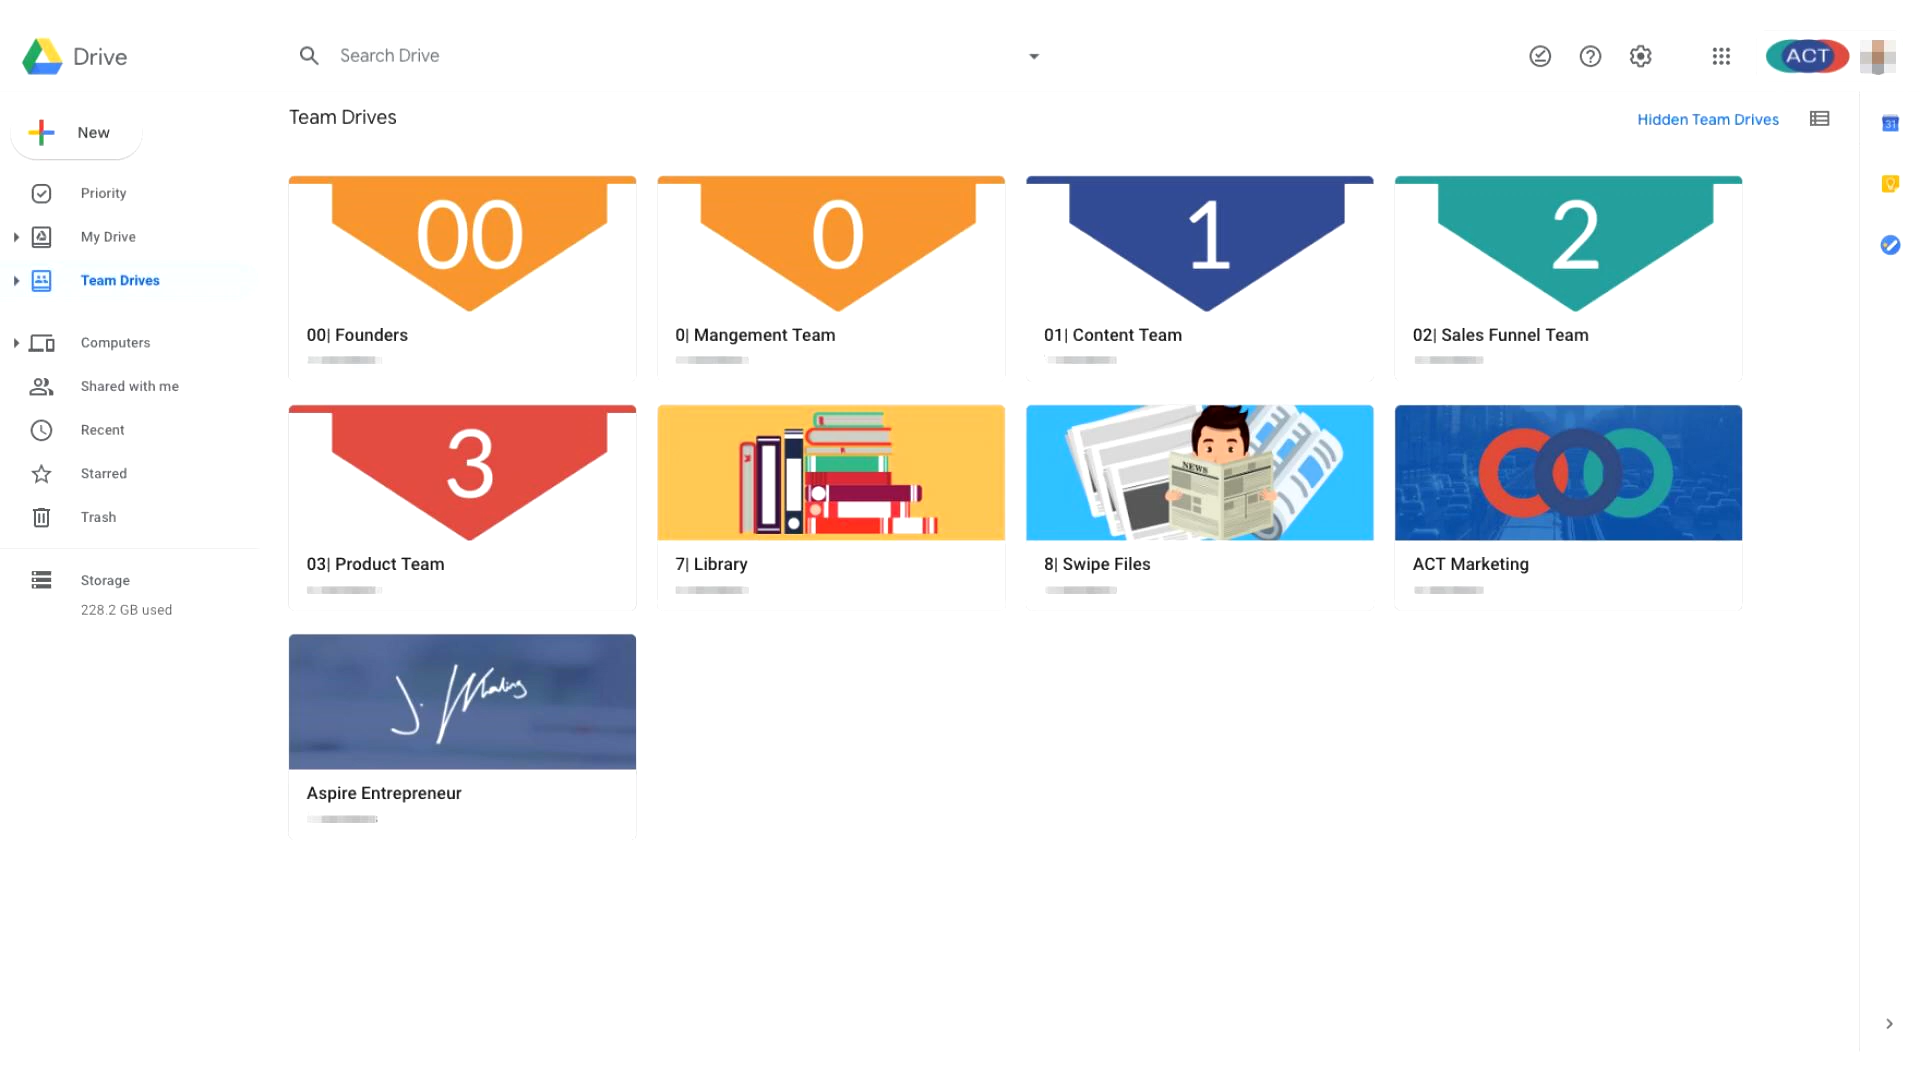 Drive
Search Drive
ACT
New
Team Drives
Hidden Team Drives
31
Priority
My Drive
Team Drives
Computers
Shared with me
Recent
Starred
Trash
Storage
228.2 GB used
00
0
1
2
00| Founders
0| Mangement Team
01| Content Team
02| Sales Funnel Team
3
NEWS
03| Product Team
7| Library
8| Swipe Files
ACT Marketing
Aspire Entrepreneur